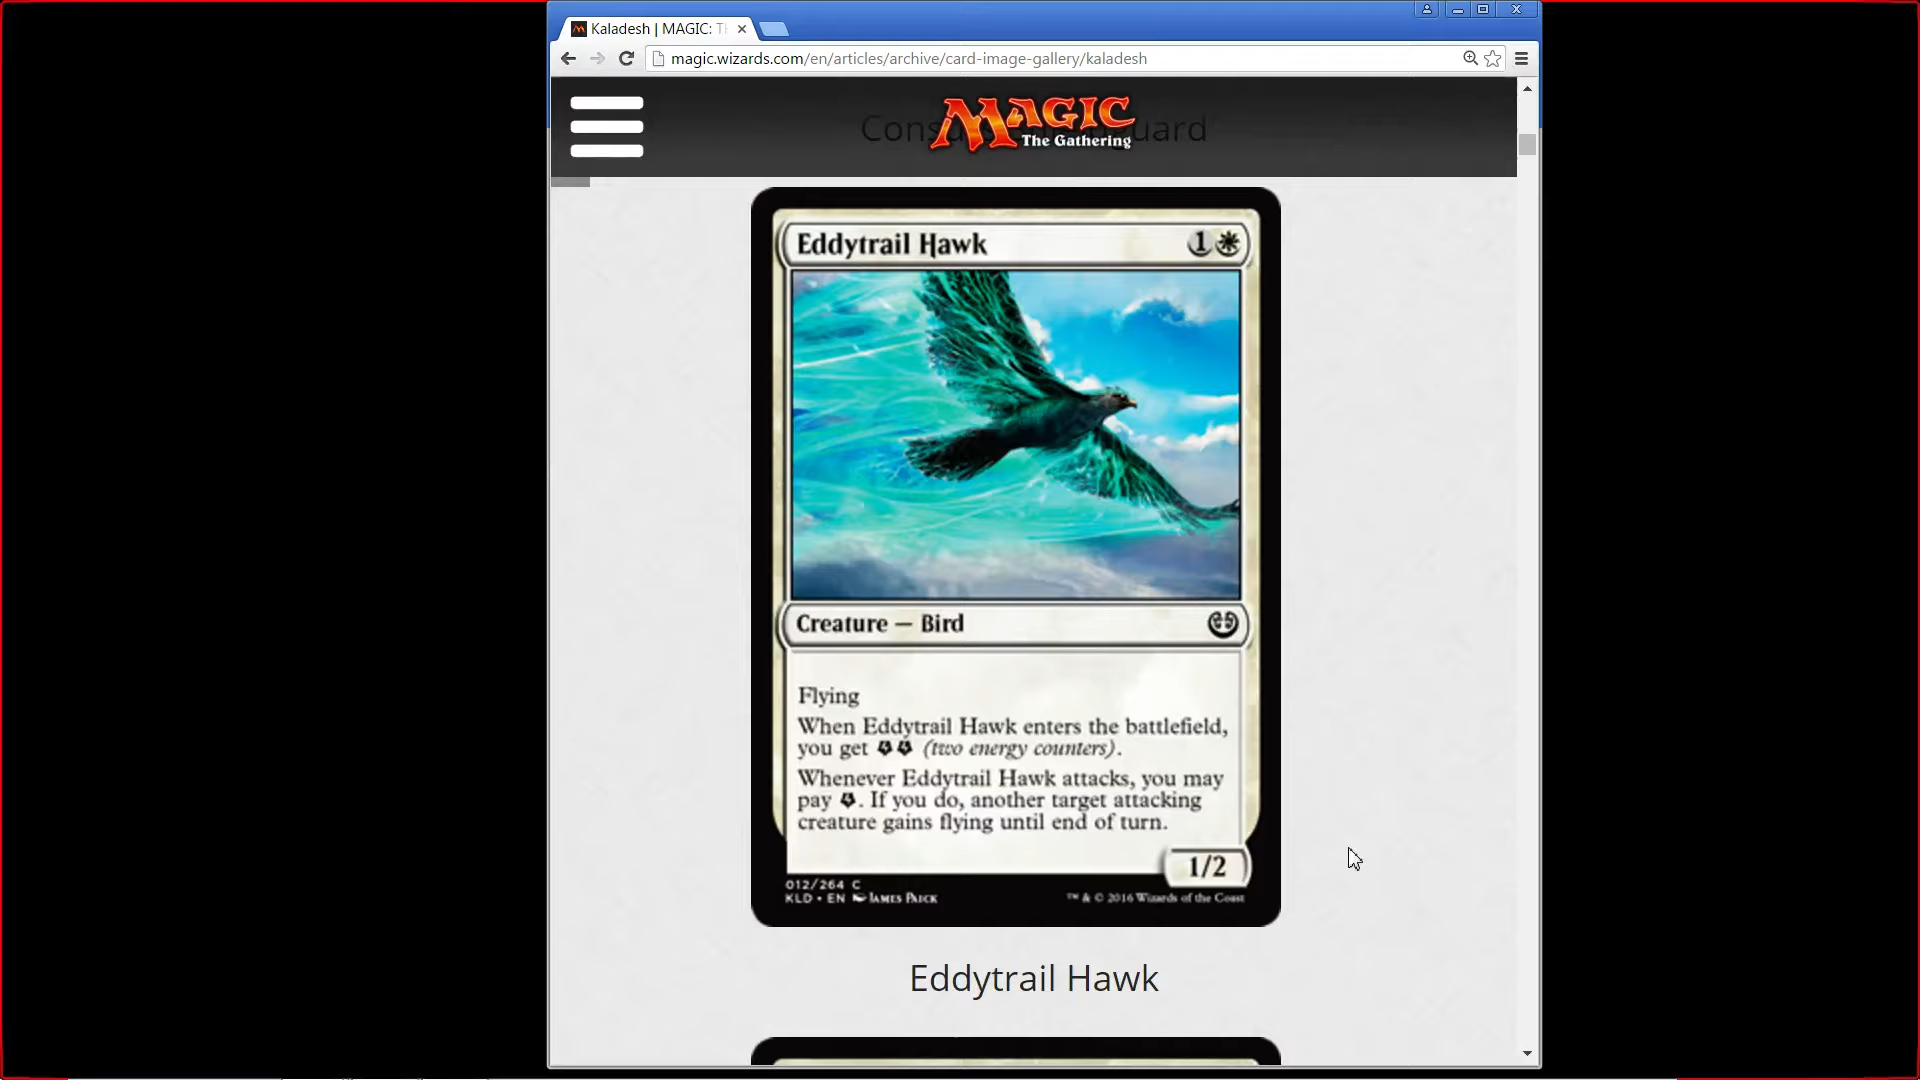 Kaladesh | MAGIC: Th
magic.wizards.com/en/articles/archive/card-image-gallery/kaladesh
MAGIC
The Gathering
Eddytrail Hawk 1
Creature — Bird
Flying
When Eddytrail Hawk enters the battlefield,
you get (two energy counters).
Whenever Eddytrail Hawk attacks, you may
pay . If you do, another target attacking
creature gains flying until end of turn.
1/2
012/264 C
KLD • EN James Paick
™ & © 2016 Wizards of the Coast
Eddytrail Hawk